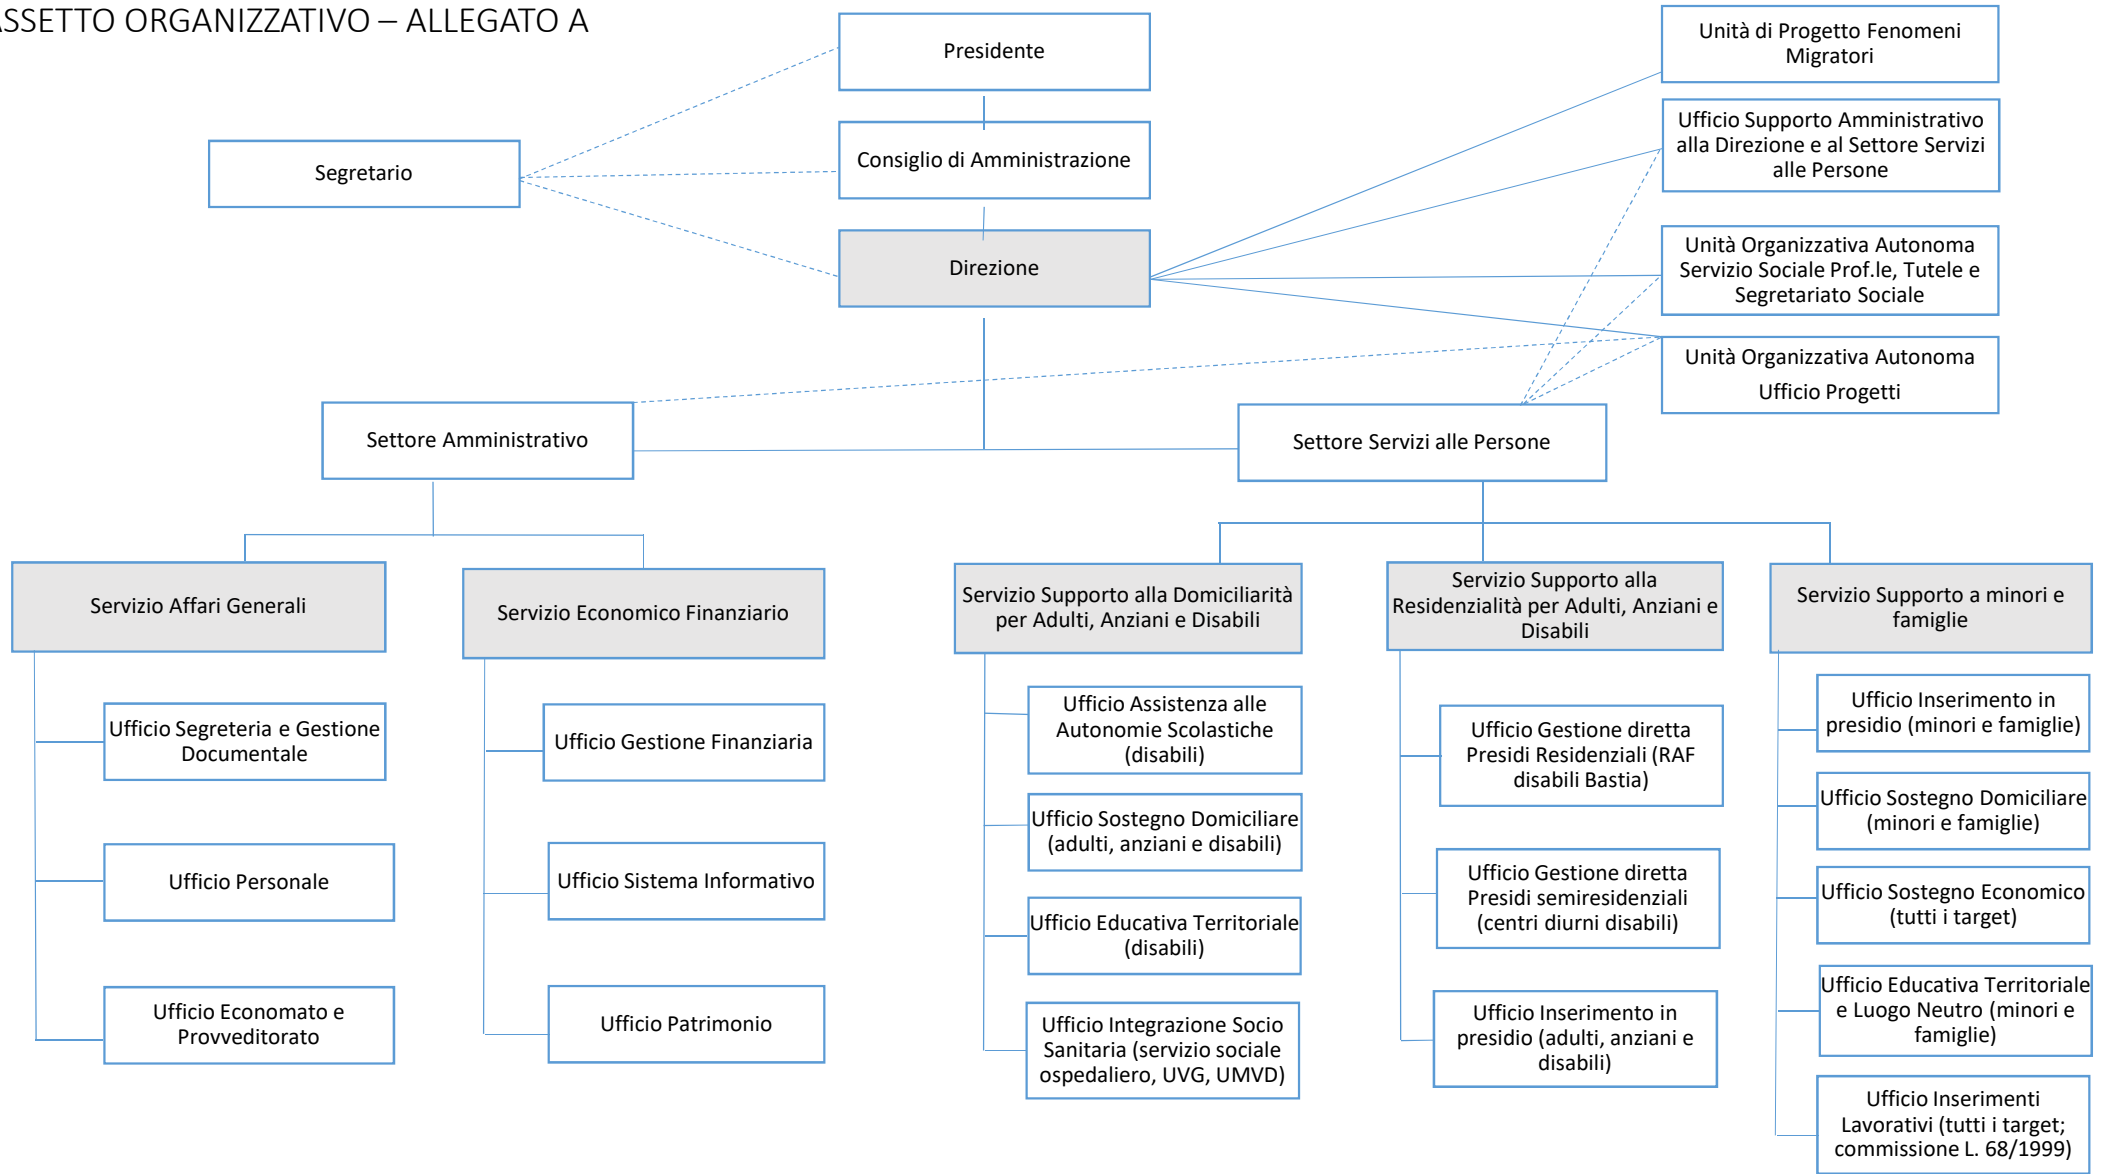 ASSETTO ORGANIZZATIVO – ALLEGATO A
Presidente
Consiglio di Amministrazione
Segretario
Direzione
Unità di Progetto Fenomeni
Migratori
Ufficio Supporto Amministrativo
alla Direzione e al Settore Servizi
alle Persone
Unità Organizzativa Autonoma
Servizio Sociale Prof.le, Tutele e
Segretariato Sociale
Unità Organizzativa Autonoma
Ufficio Progetti
Settore Amministrativo
Settore Servizi alle Persone
Servizio Affari Generali
Ufficio Segreteria e Gestione
Documentale
Ufficio Personale
Ufficio Economato e
Provveditorato
Servizio Economico Finanziario
Ufficio Gestione Finanziaria
Ufficio Sistema Informativo
Ufficio Patrimonio
Servizio Supporto alla Domiciliarità
per Adulti, Anziani e Disabili
Ufficio Assistenza alle
Autonomie Scolastiche
(disabili)
Ufficio Sostegno Domiciliare
(adulti, anziani e disabili)
Ufficio Educativa Territoriale
(disabili)
Ufficio Integrazione Socio
Sanitaria (servizio sociale
ospedaliero, UVG, UMVD)
Servizio Supporto alla
Residenzialità per Adulti, Anziani e
Disabili
Ufficio Gestione diretta
Presidi Residenziali (RAF
disabili Bastia)
Ufficio Gestione diretta
Presidi semiresidenziali
(centri diurni disabili)
Ufficio Inserimento in
presidio (adulti, anziani e
disabili)
Servizio Supporto a minori e
famiglie
Ufficio Inserimento in
presidio (minori e famiglie)
Ufficio Sostegno Domiciliare
(minori e famiglie)
Ufficio Sostegno Economico
(tutti i target)
Ufficio Educativa Territoriale
e Luogo Neutro (minori e
famiglie)
Ufficio Inserimenti
Lavorativi (tutti i target;
commissione L. 68/1999)